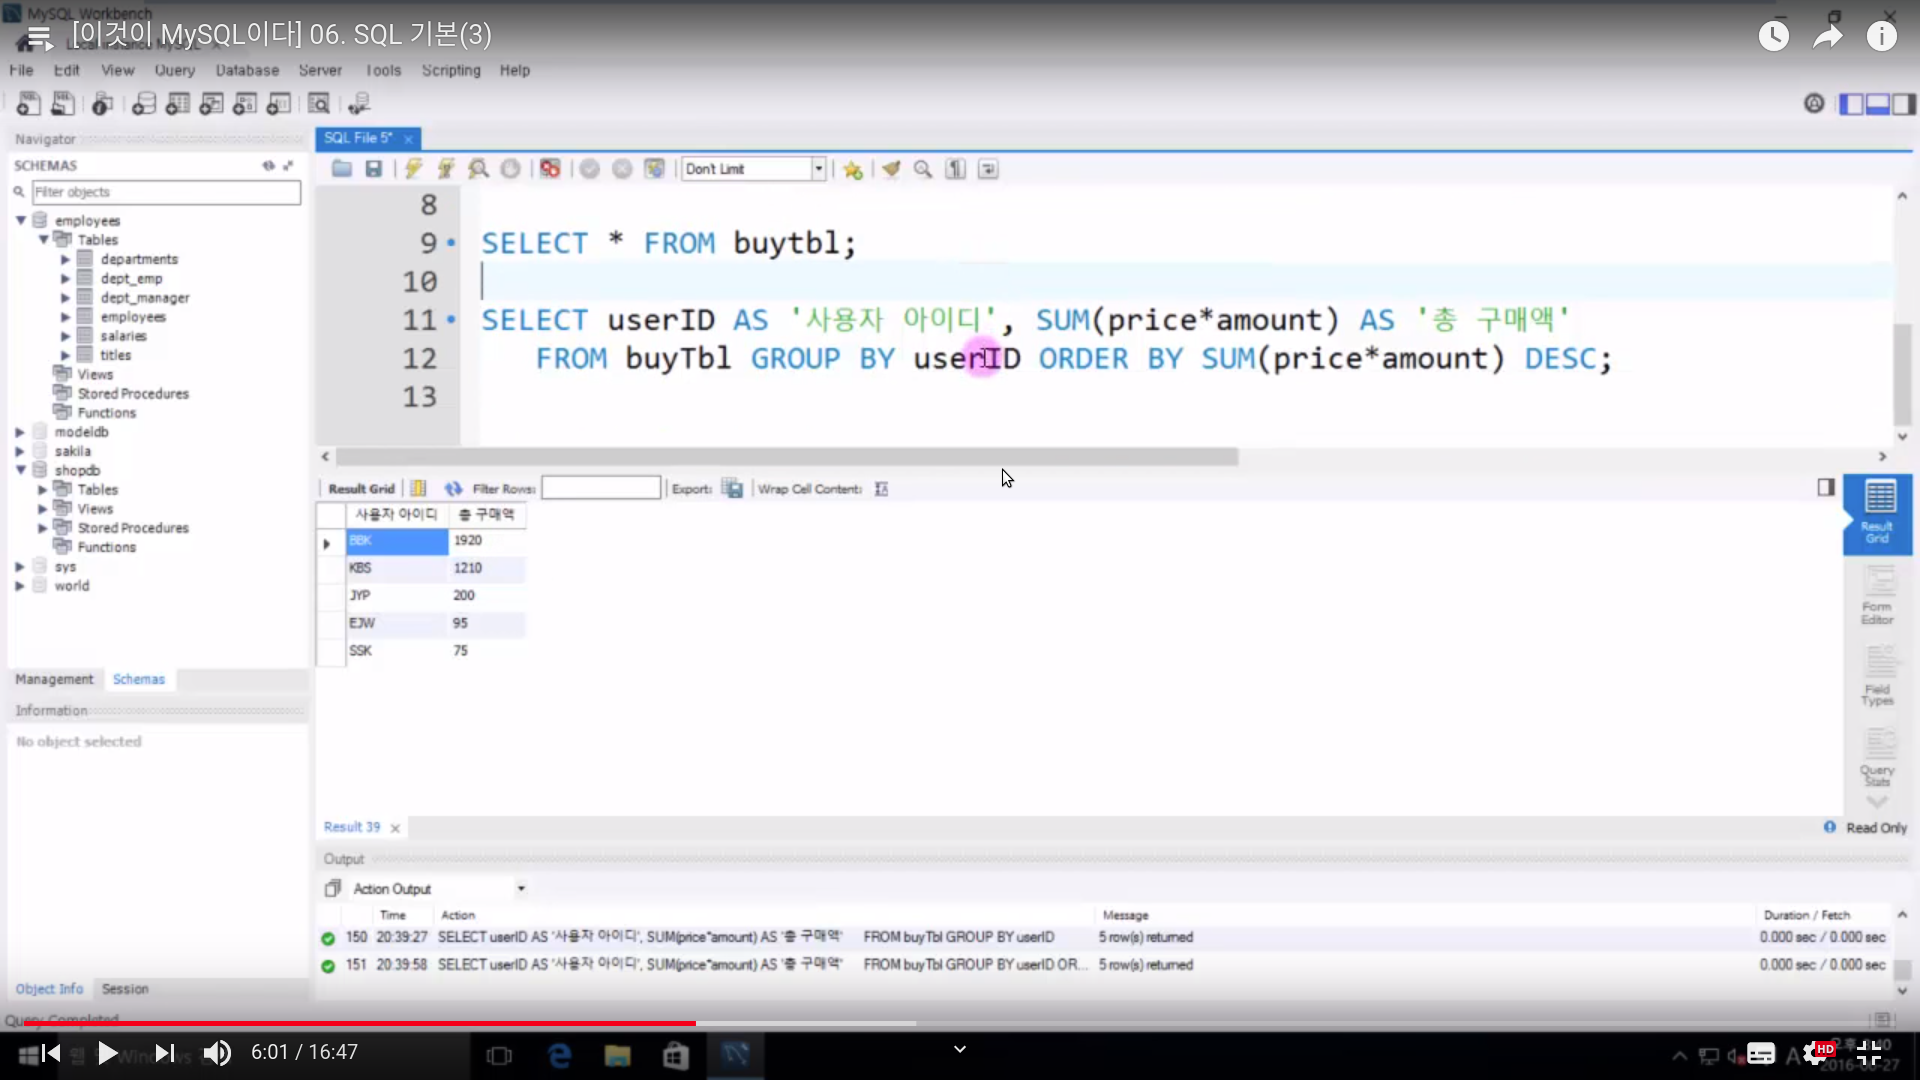 MySQL Workbench
[이것이 MySQL이다] 06. SQL 기본(3)
File Edit View Query Database Server Tools Scripting Help
Navigator
SQL File 5*
SCHEMAS
Filter objects
Don't Limit
employees
Tables
departments
dept_emp
dept_manager
employees
salaries
titles
Views
Stored Procedures
Functions
modeldb
sakila
shopdb
Tables
Views
Stored Procedures
Functions
sys
world
8
9 SELECT * FROM buytbl;
10
11 SELECT userID AS '사용자 아이디', SUM(price*amount) AS '총 구매액'
12 FROM buyTbl GROUP BY userID ORDER BY SUM(price*amount) DESC;
13
Result Grid Filter Rows: Export: Wrap Cell Content:
사용자 아이디 총 구매액
BBK 1920
KBS 1210
JYP 200
EJW 95
SSK 75
Result Grid
Form Editor
Field Types
Query Stats
Management Schemas
Information
No object selected
Result 39
Read Only
Output
Action Output
Time Action Message Duration / Fetch
150 20:39:27 SELECT userID AS '사용자 아이디', SUM(price*amount) AS '총 구매액' FROM buyTbl GROUP BY userID 5 row(s) returned 0.000 sec / 0.000 sec
151 20:39:58 SELECT userID AS '사용자 아이디', SUM(price*amount) AS '총 구매액' FROM buyTbl GROUP BY userID OR... 5 row(s) returned 0.000 sec / 0.000 sec
Object Info Session
Query Completed
6:01 / 16:47
HD